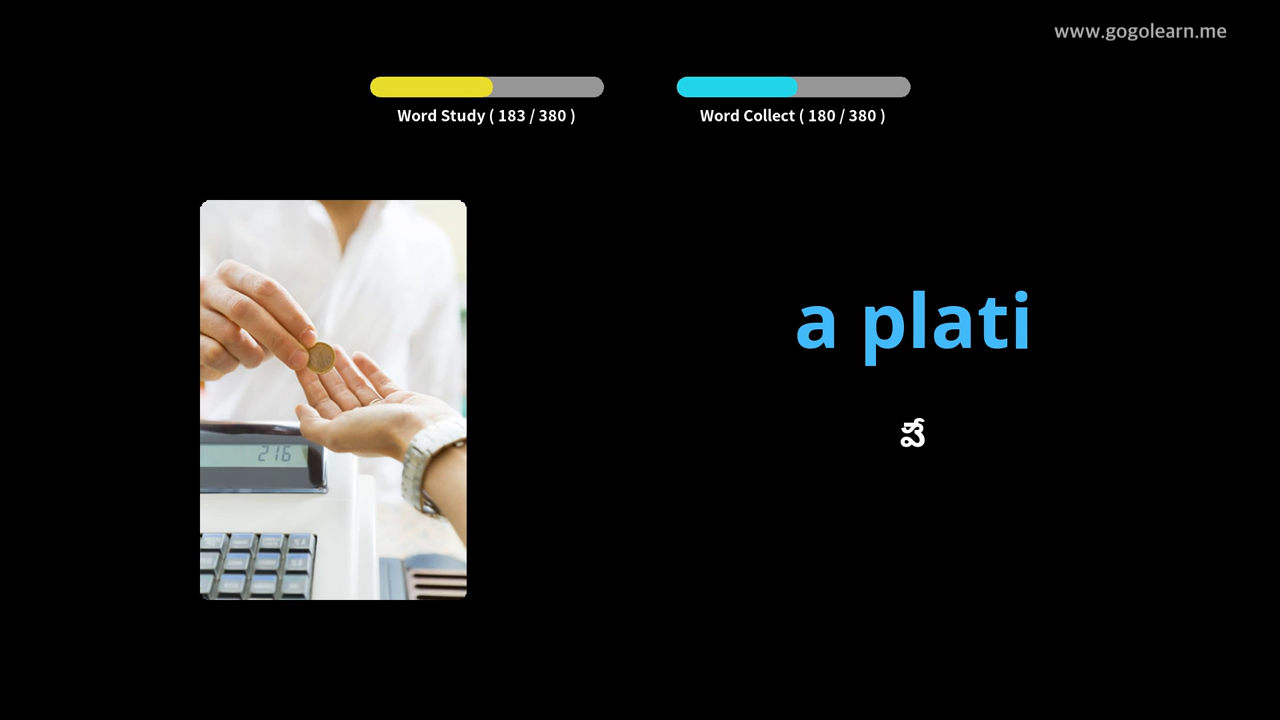 www.gogolearn.me
Word Study ( 183 / 380 )
Word Collect ( 180 / 380 )
a plati
పే
216